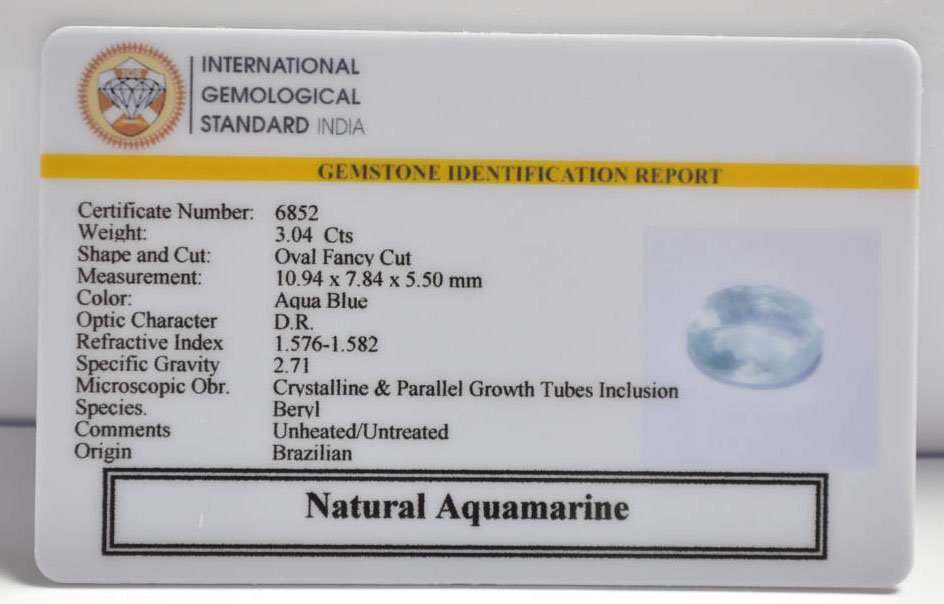 INTERNATIONAL
GEMOLOGICAL
STANDARD INDIA
GEMSTONE IDENTIFICATION REPORT
Certificate Number: 6852
Weight: 3.04 Cts
Shape and Cut: Oval Fancy Cut
Measurement: 10.94 x 7.84 x 5.50 mm
Color: Aqua Blue
Optic Character D.R.
Refractive Index 1.576-1.582
Specific Gravity 2.71
Microscopic Obr. Crystalline & Parallel Growth Tubes Inclusion
Species. Beryl
Comments Unheated/Untreated
Origin Brazilian
Natural Aquamarine